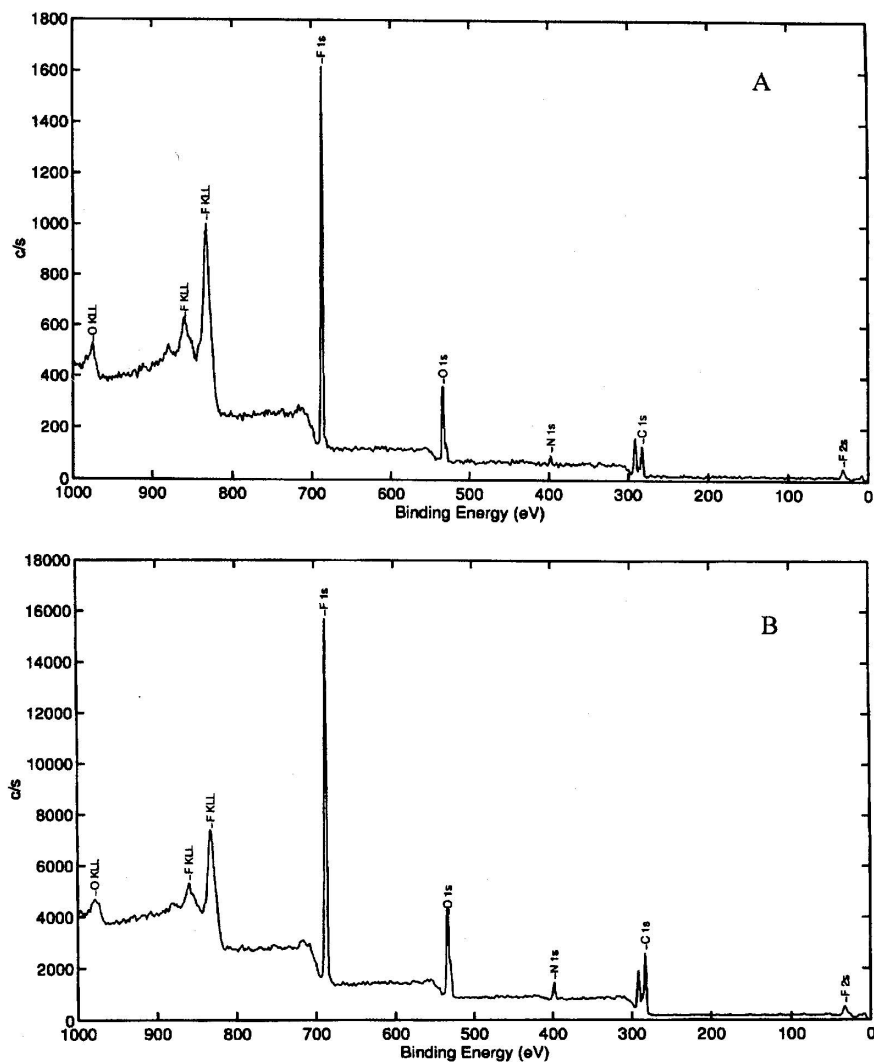 1800
1600
1400
1200
1000
800
600
400
200
0
c/s
A
O KLL
-F KLL
-F KLL
-F 1s
-O 1s
-N 1s
-C 1s
-F 2s
1000 900 800 700 600 500 400 300 200 100 0
Binding Energy (eV)
18000
16000
14000
12000
10000
8000
6000
4000
2000
0
c/s
B
-O KLL
-F KLL
-F KLL
-F 1s
O 1s
-N 1s
-C 1s
-F 2s
1000 900 800 700 600 500 400 300 200 100 0
Binding Energy (eV)